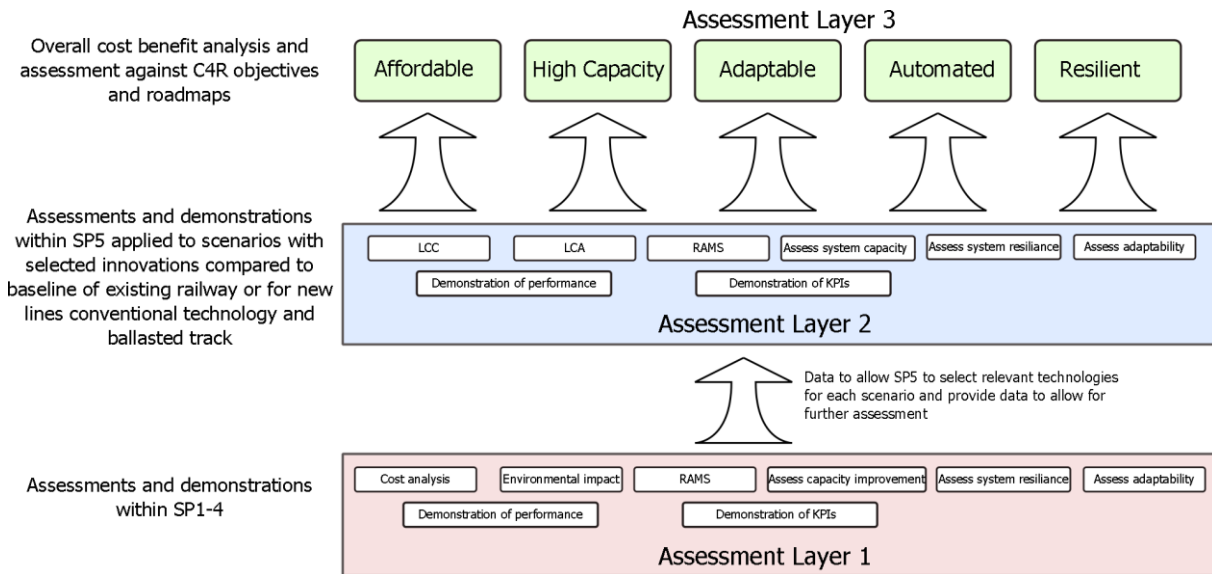 Assessment Layer 3
Overall cost benefit analysis and
assessment against C4R objectives
and roadmaps
Affordable
High Capacity
Adaptable
Automated
Resilient
Assessments and demonstrations
within SP5 applied to scenarios with
selected innovations compared to
baseline of existing railway or for new
lines conventional technology and
ballasted track
LCC
LCA
RAMS
Assess system capacity
Assess system resiliance
Assess adaptability
Demonstration of performance
Demonstration of KPIs
Assessment Layer 2
Data to allow SP5 to select relevant technologies
for each scenario and provide data to allow for
further assessment
Assessments and demonstrations
within SP1-4
Cost analysis
Environmental impact
RAMS
Assess capacity improvement
Assess system resiliance
Assess adaptability
Demonstration of performance
Demonstration of KPIs
Assessment Layer 1